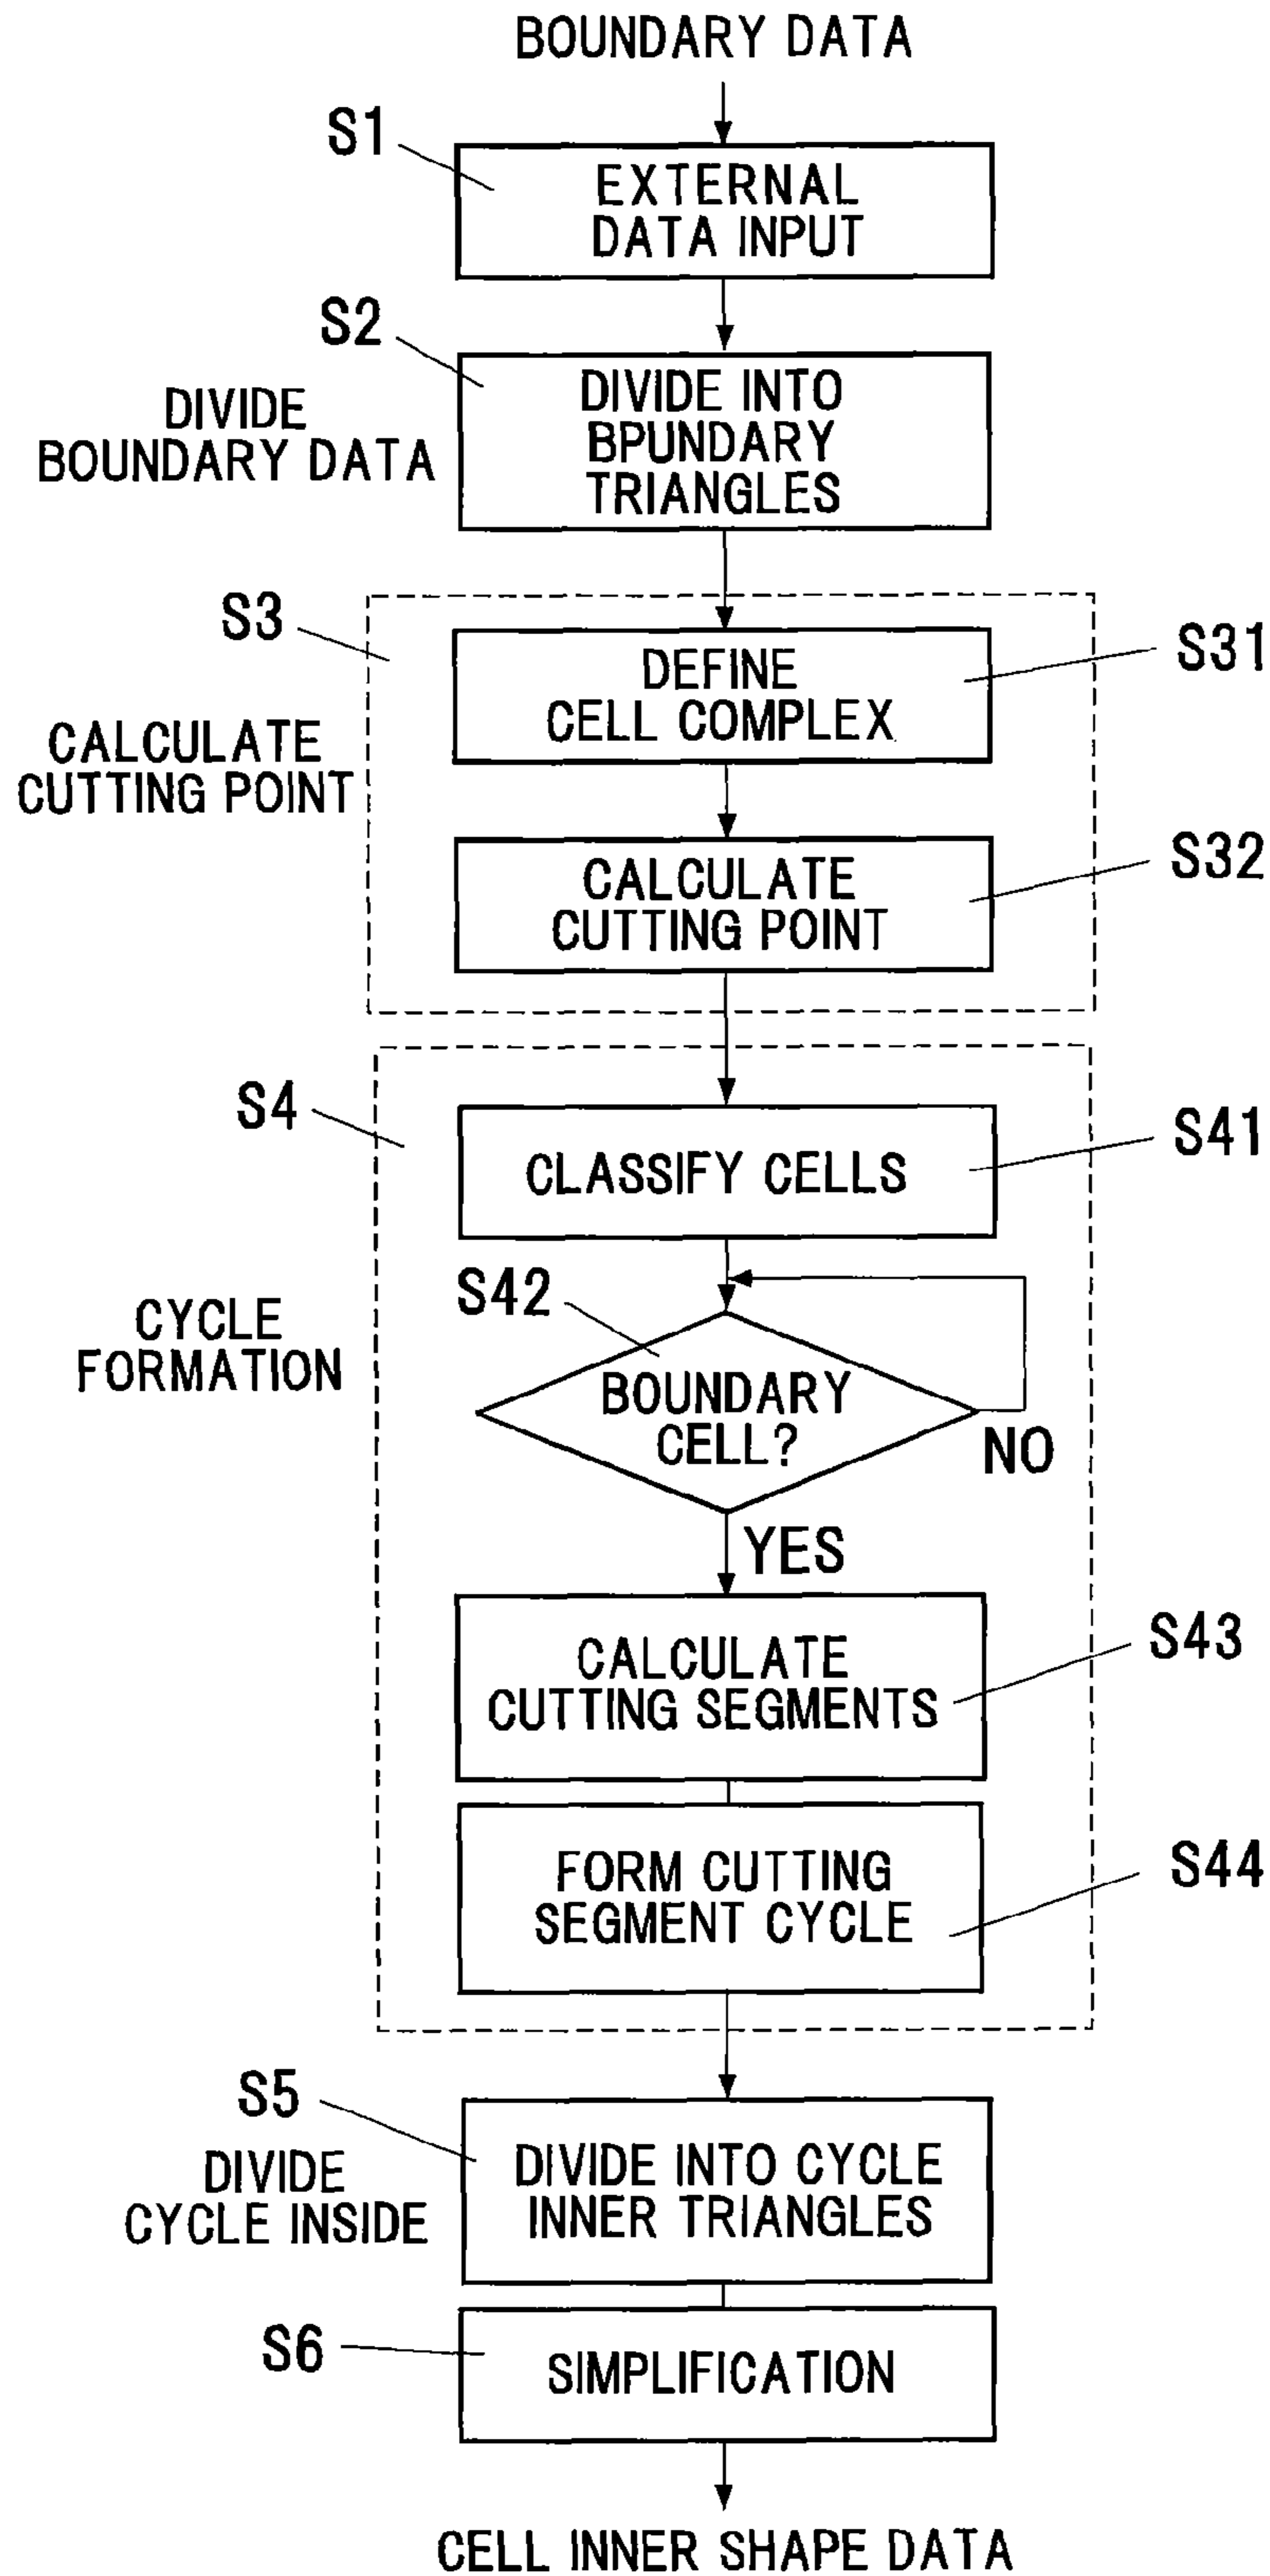 BOUNDARY DATA
S1
EXTERNAL
DATA INPUT
S2
DIVIDE
BOUNDARY DATA
DIVIDE INTO
BPUNDARY
TRIANGLES
S3
CALCULATE
CUTTING POINT
DEFINE
CELL COMPLEX
S31
CALCULATE
CUTTING POINT
S32
S4
CYCLE
FORMATION
CLASSIFY CELLS
S41
S42
BOUNDARY
CELL?
NO
YES
CALCULATE
CUTTING SEGMENTS
S43
FORM CUTTING
SEGMENT CYCLE
S44
S5
DIVIDE
CYCLE INSIDE
DIVIDE INTO CYCLE
INNER TRIANGLES
S6
SIMPLIFICATION
CELL INNER SHAPE DATA